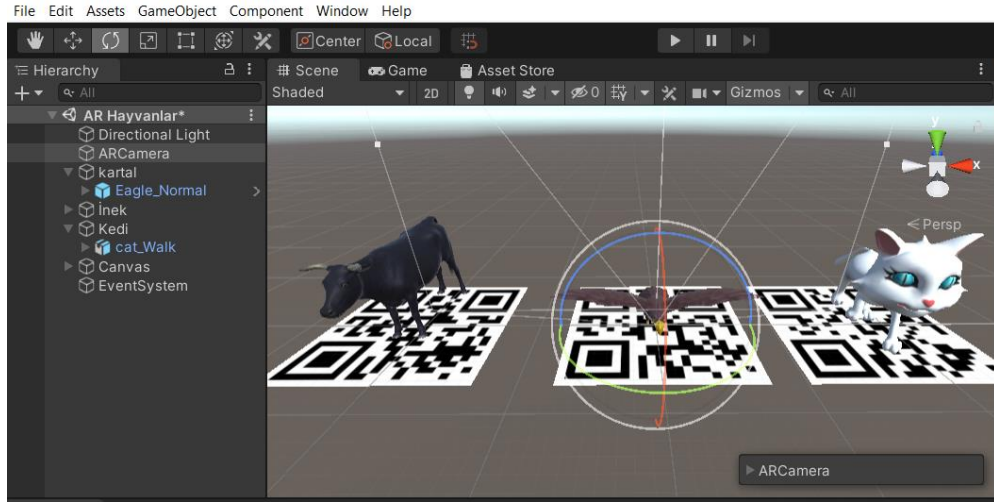 File Edit Assets GameObject Component Window Help
Center Local
Hierarchy
# Scene Game Asset Store
All
Shaded 2D 0 Gizmos All
AR Hayvanlar*
Directional Light
ARCamera
kartal
Eagle_Normal
İnek
Kedi
cat_Walk
Canvas
EventSystem
y
x
Persp
ARCamera